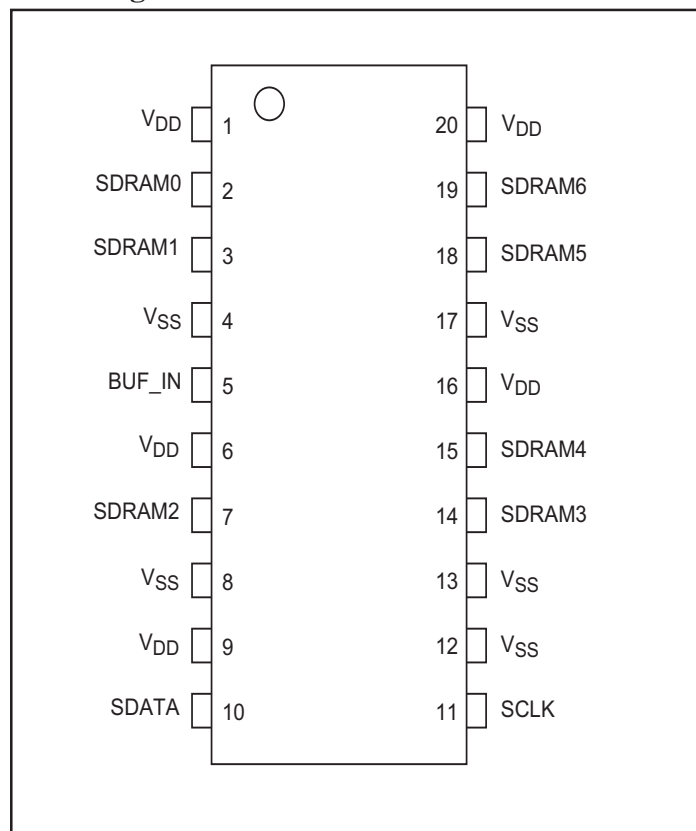 VDD 1 20 VDD
SDRAM0 2 19 SDRAM6
SDRAM1 3 18 SDRAM5
VSS 4 17 VSS
BUF_IN 5 16 VDD
VDD 6 15 SDRAM4
SDRAM2 7 14 SDRAM3
VSS 8 13 VSS
VDD 9 12 VSS
SDATA 10 11 SCLK